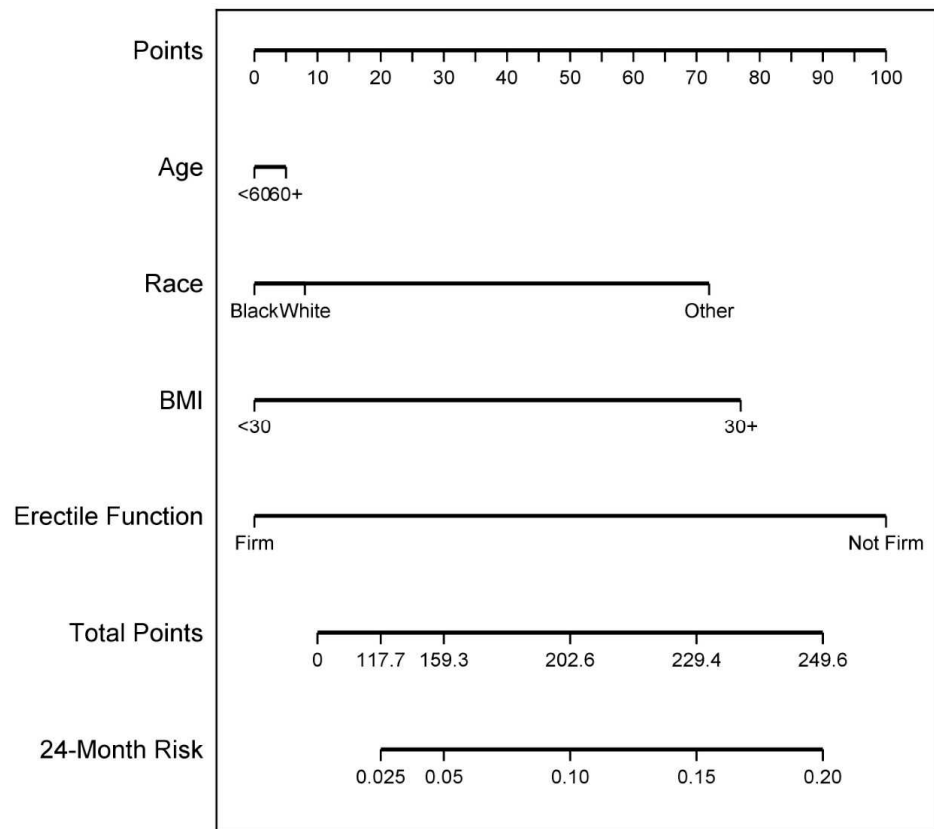 Points
0 10 20 30 40 50 60 70 80 90 100
Age
<60 60+
Race
Black White Other
BMI
<30 30+
Erectile Function
Firm Not Firm
Total Points
0 117.7 159.3 202.6 229.4 249.6
24-Month Risk
0.025 0.05 0.10 0.15 0.20